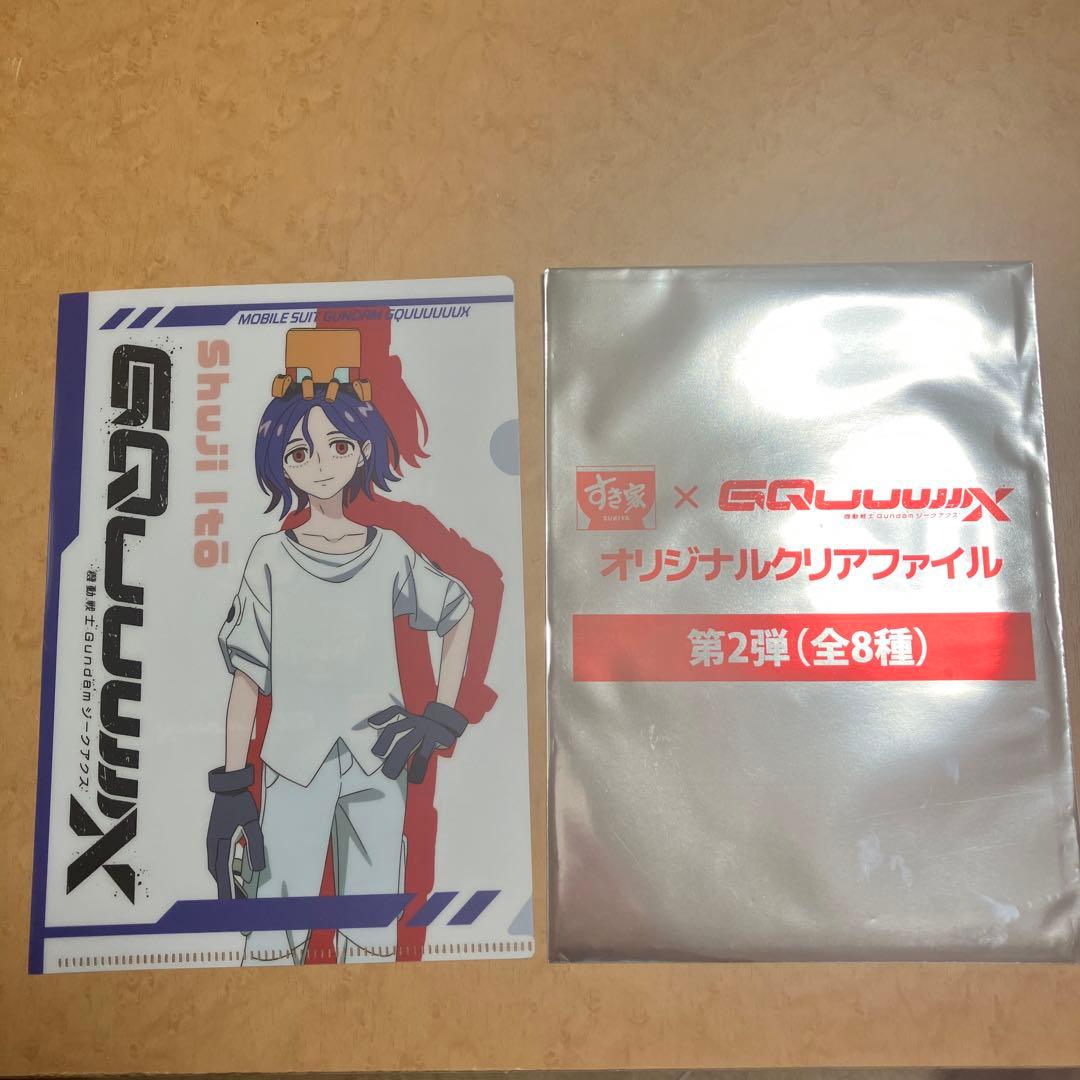 MOBILE SUIT GUNDAM GQUUUUUUX
Shuji Itō
GQUUUUUUX
機動戦士Gundam ジークアクス
すき家
SUKIYA
× GQUUUUUUX
機動戦士Gundam ジークアクス
オリジナルクリアファイル
第2弾(全8種)